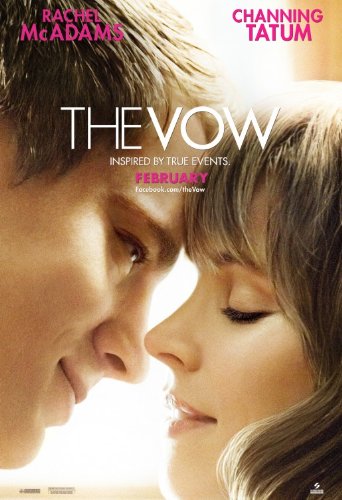 RACHEL
McADAMS
CHANNING
TATUM
THE VOW
INSPIRED BY TRUE EVENTS.
FEBRUARY
Facebook.com/theVow